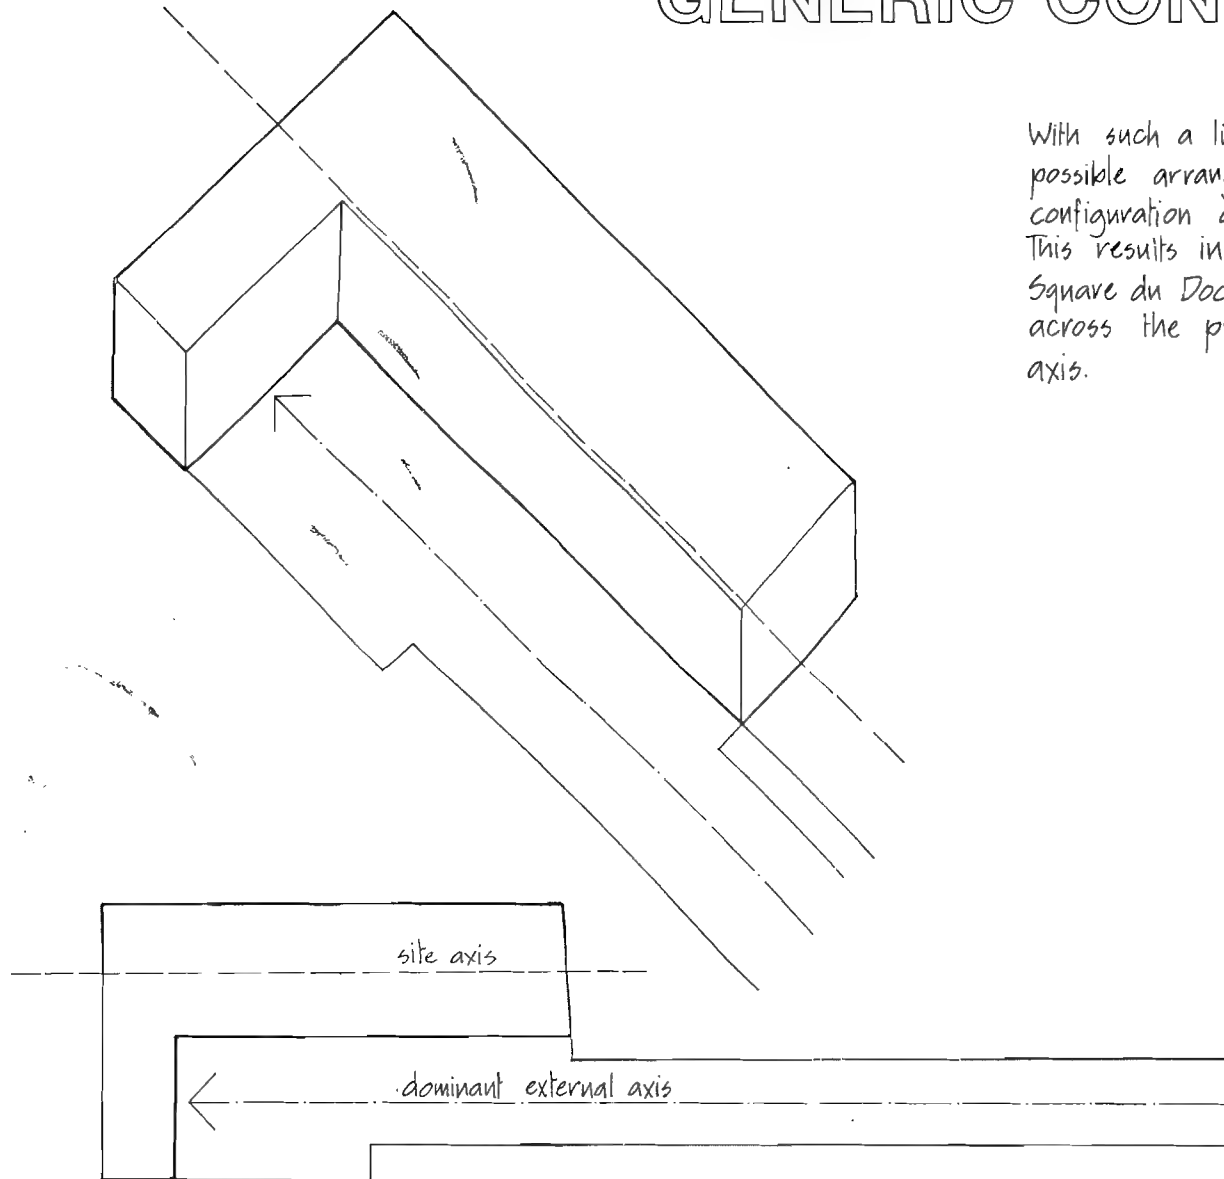 GENERIC CON
With such a li
possible arran
configuration
This results in
Square du Doc
across the p
axis.
site axis
dominant external axis